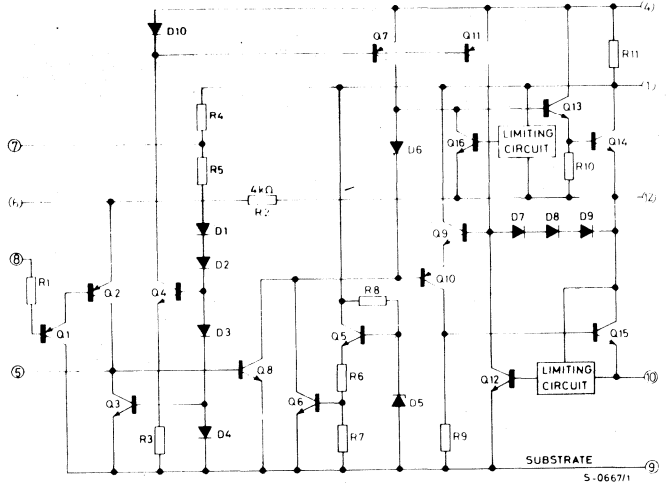 (4)
D10
Q7
Q11
R11
(1)
R4
Q13
Q16
LIMITING
CIRCUIT
Q14
⑦
D6
R5
R10
4kΩ
(6)
R2
(12)
D1
Q9
D7
D8
D9
⑧
D2
R1
Q2
Q4
Q10
R8
Q1
D3
Q5
Q15
⑤
Q8
Q12
LIMITING
CIRCUIT
⑩
R6
Q3
Q6
D5
R3
D4
R7
R9
SUBSTRATE
⑨
S-0667/1